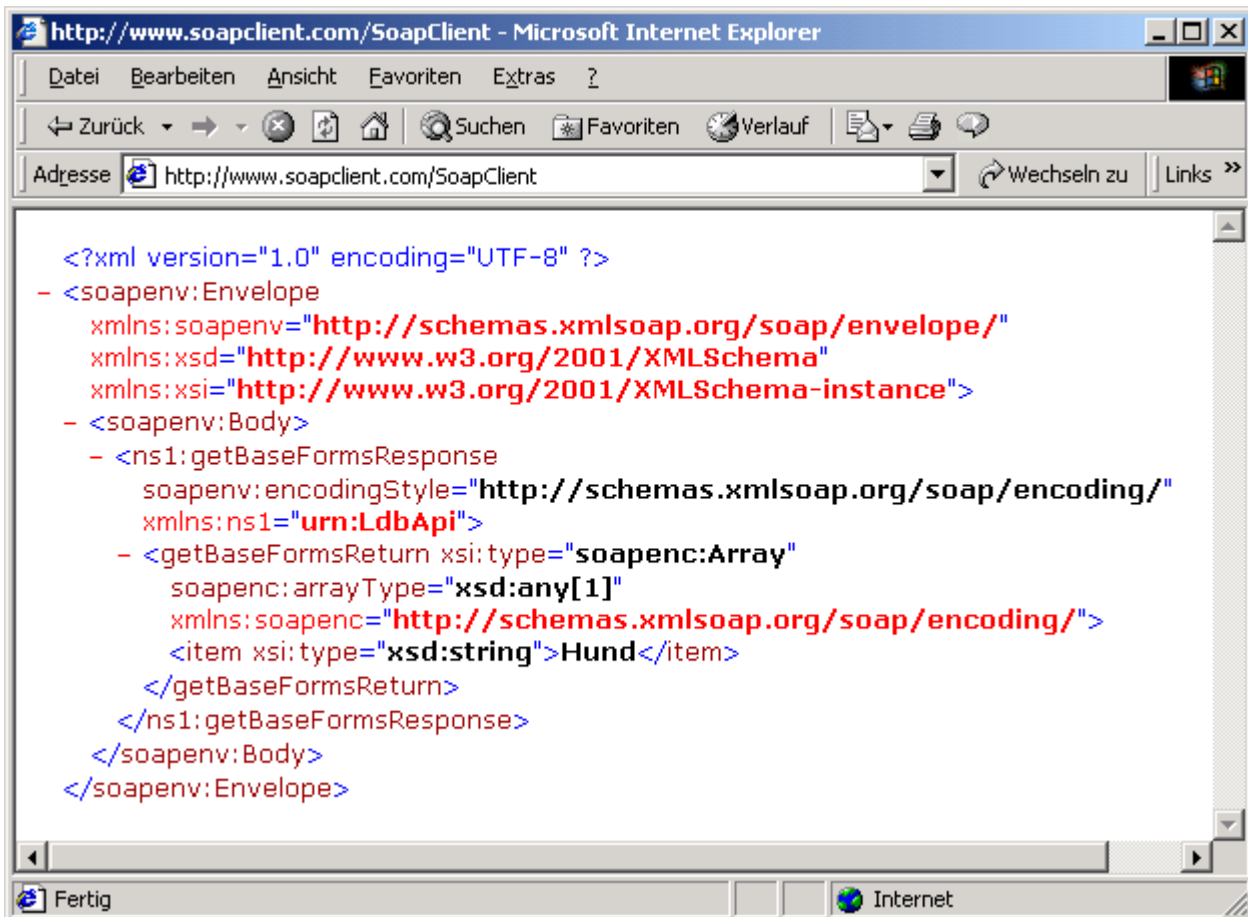 http://www.soapclient.com/SoapClient - Microsoft Internet Explorer
Datei Bearbeiten Ansicht Favoriten Extras ?
Zurück Suchen Favoriten Verlauf
Adresse http://www.soapclient.com/SoapClient Wechseln zu Links »
<?xml version="1.0" encoding="UTF-8" ?>
- <soapenv:Envelope
xmlns:soapenv="http://schemas.xmlsoap.org/soap/envelope/"
xmlns:xsd="http://www.w3.org/2001/XMLSchema"
xmlns:xsi="http://www.w3.org/2001/XMLSchema-instance">
- <soapenv:Body>
- <ns1:getBaseFormsResponse
soapenv:encodingStyle="http://schemas.xmlsoap.org/soap/encoding/"
xmlns:ns1="urn:LdbApi">
- <getBaseFormsReturn xsi:type="soapenc:Array"
soapenc:arrayType="xsd:any[1]"
xmlns:soapenc="http://schemas.xmlsoap.org/soap/encoding/">
<item xsi:type="xsd:string">Hund</item>
</getBaseFormsReturn>
</ns1:getBaseFormsResponse>
</soapenv:Body>
</soapenv:Envelope>
Fertig Internet